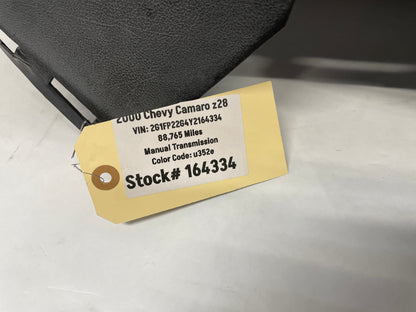 2000 Chevy Camaro z28
VIN: 2G1FP22G4Y2164334
88,765 Miles
Manual Transmission
Color Code: u352e
Stock# 164334